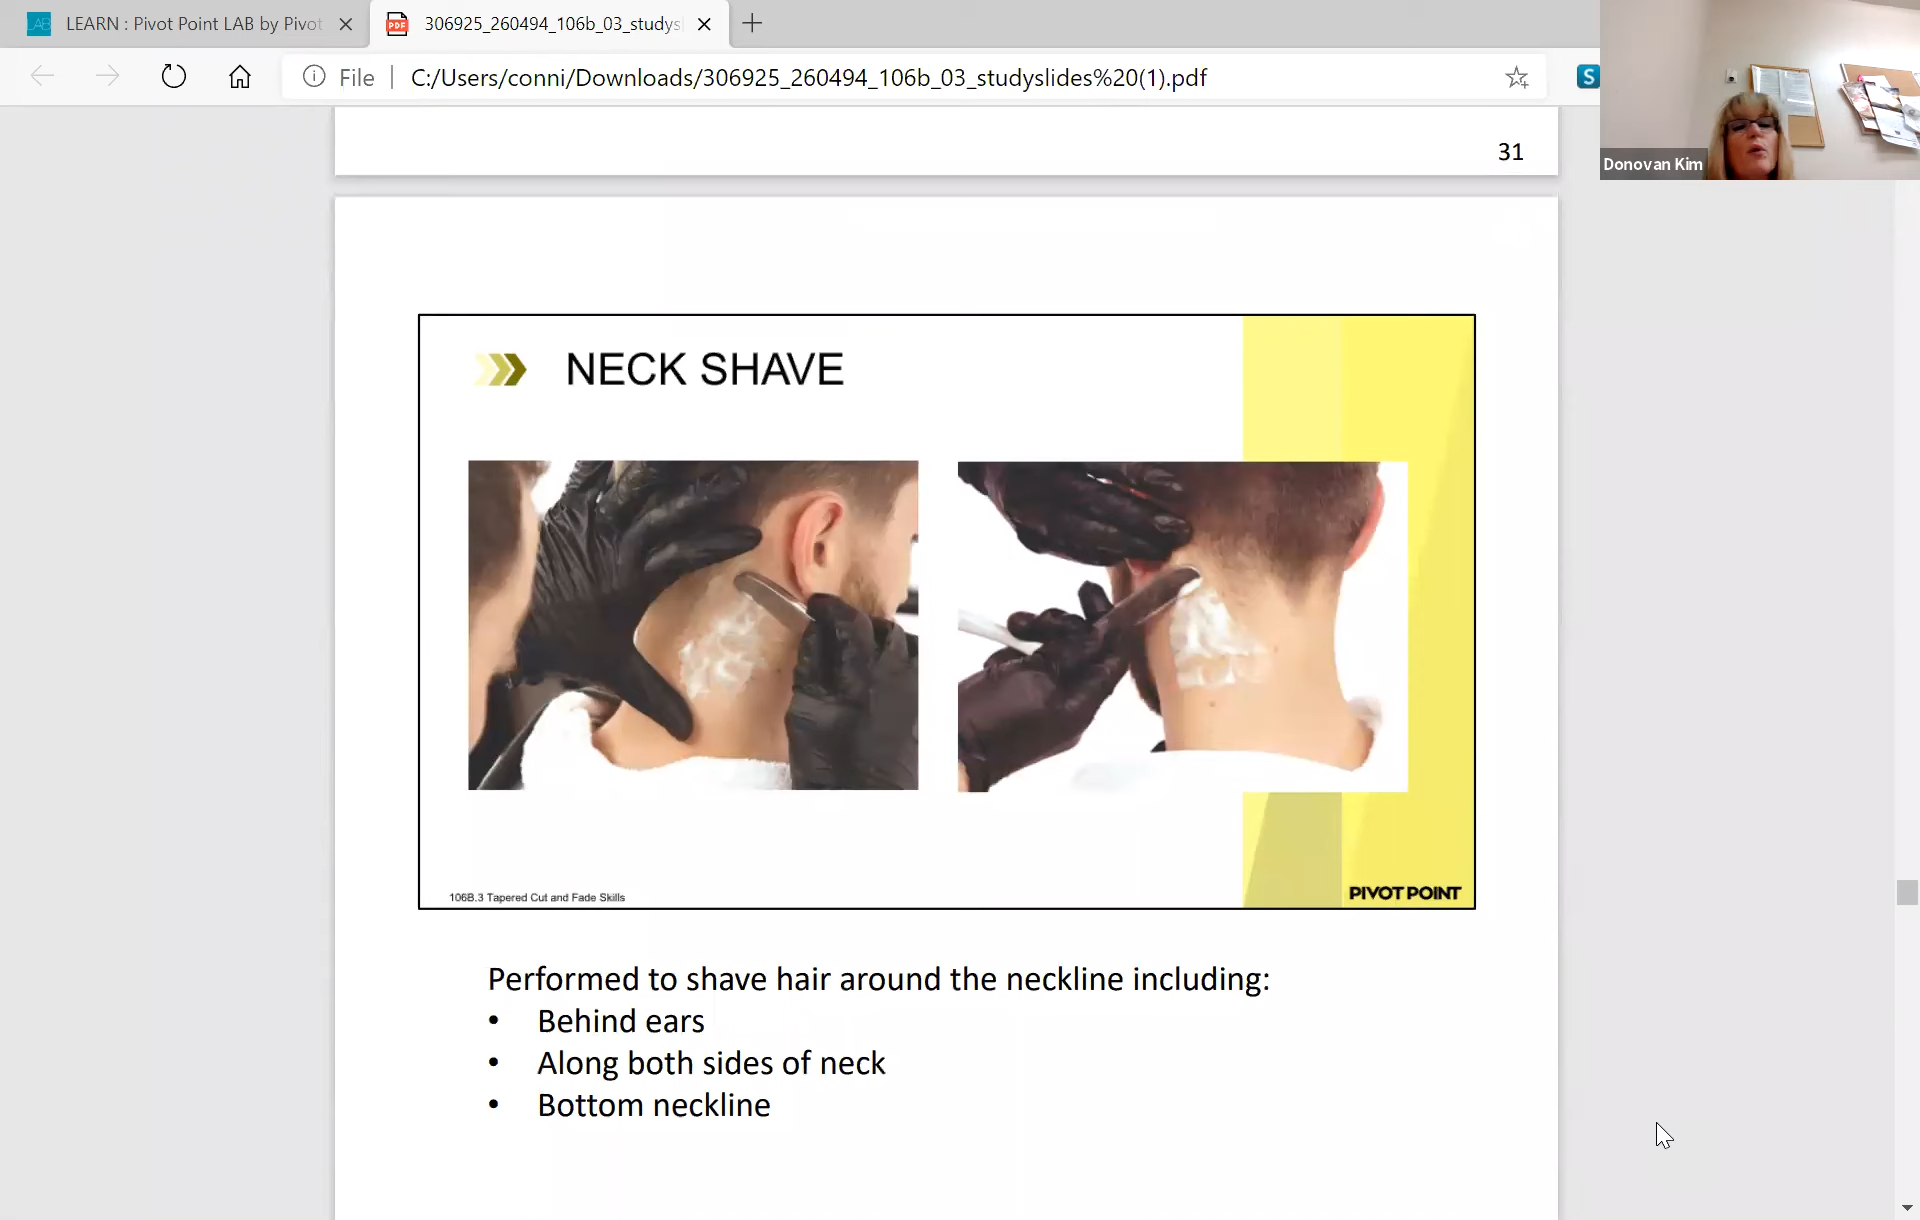 LEARN : Pivot Point LAB by Pivot
306925_260494_106b_03_studys
File
C:/Users/conni/Downloads/306925_260494_106b_03_studyslides%20(1).pdf
S
Donovan Kim
31
NECK SHAVE
106B.3 Tapered Cut and Fade Skills
PIVOT POINT
Performed to shave hair around the neckline including:
• Behind ears
• Along both sides of neck
• Bottom neckline